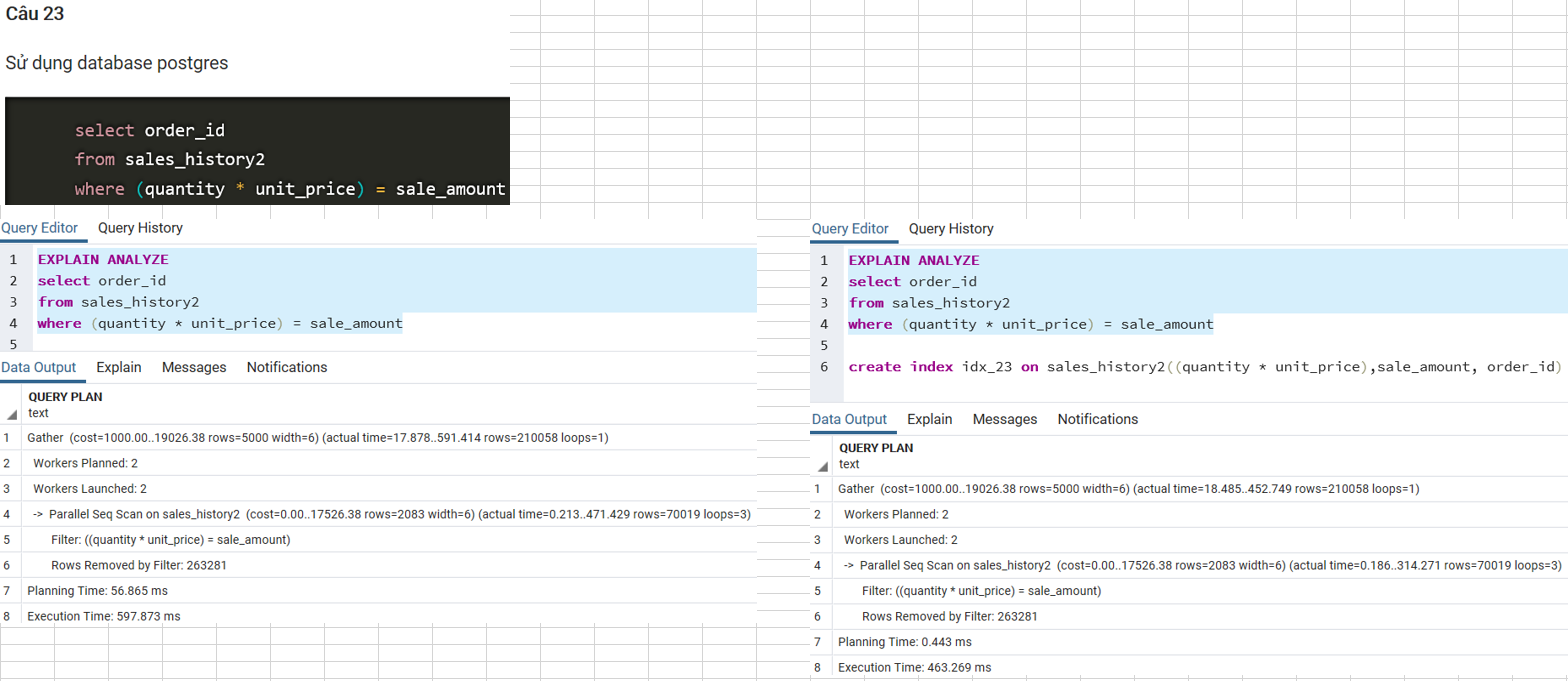 Câu 23
Sử dụng database postgres
select order_id
from sales_history2
where (quantity * unit_price) = sale_amount
Query Editor Query History
1 EXPLAIN ANALYZE
2 select order_id
3 from sales_history2
4 where (quantity * unit_price) = sale_amount
5
Data Output Explain Messages Notifications
QUERY PLAN
text
1 Gather (cost=1000.00..19026.38 rows=5000 width=6) (actual time=17.878..591.414 rows=210058 loops=1)
2 Workers Planned: 2
3 Workers Launched: 2
4 -> Parallel Seq Scan on sales_history2 (cost=0.00..17526.38 rows=2083 width=6) (actual time=0.213..471.429 rows=70019 loops=3)
5 Filter: ((quantity * unit_price) = sale_amount)
6 Rows Removed by Filter: 263281
7 Planning Time: 56.865 ms
8 Execution Time: 597.873 ms
Query Editor Query History
1 EXPLAIN ANALYZE
2 select order_id
3 from sales_history2
4 where (quantity * unit_price) = sale_amount
5
6 create index idx_23 on sales_history2((quantity * unit_price),sale_amount, order_id)
Data Output Explain Messages Notifications
QUERY PLAN
text
1 Gather (cost=1000.00..19026.38 rows=5000 width=6) (actual time=18.485..452.749 rows=210058 loops=1)
2 Workers Planned: 2
3 Workers Launched: 2
4 -> Parallel Seq Scan on sales_history2 (cost=0.00..17526.38 rows=2083 width=6) (actual time=0.186..314.271 rows=70019 loops=3)
5 Filter: ((quantity * unit_price) = sale_amount)
6 Rows Removed by Filter: 263281
7 Planning Time: 0.443 ms
8 Execution Time: 463.269 ms